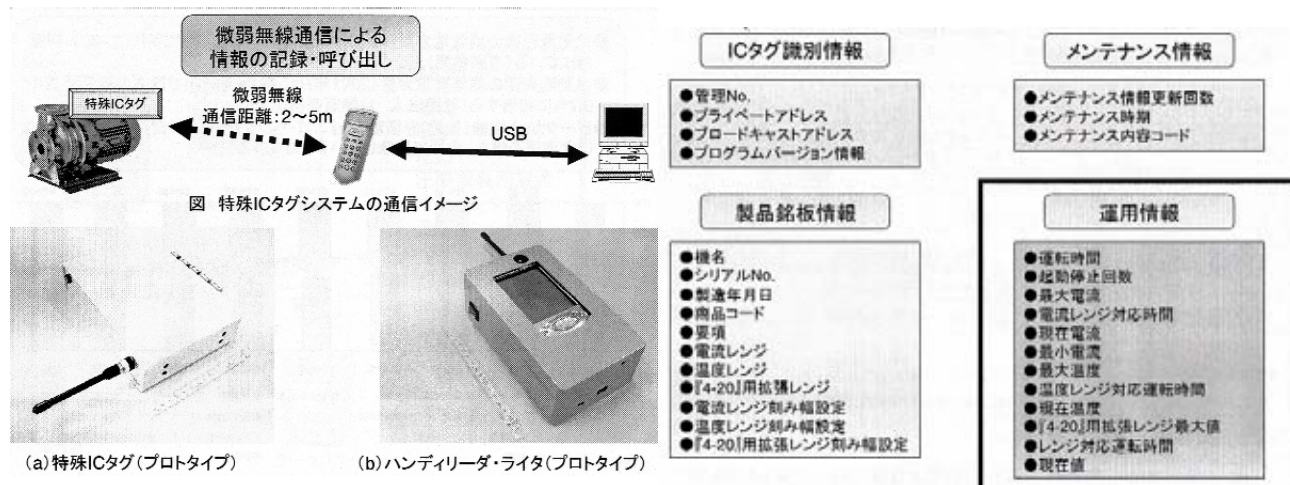 微弱無線通信による
情報の記録・呼び出し
特殊ICタグ
微弱無線
通信距離:2～5m
USB
図 特殊ICタグシステムの通信イメージ
(a)特殊ICタグ(プロトタイプ)
(b)ハンディリーダ・ライタ(プロトタイプ)
ICタグ識別情報
●管理No.
●プライベートアドレス
●ブロードキャストアドレス
●プログラムバージョン情報
メンテナンス情報
●メンテナンス情報更新回数
●メンテナンス時期
●メンテナンス内容コード
製品銘板情報
●機名
●シリアルNo.
●製造年月日
●商品コード
●要項
●電流レンジ
●温度レンジ
●『4-20』用拡張レンジ
●電流レンジ刻み幅設定
●温度レンジ刻み幅設定
●『4-20』用拡張レンジ刻み幅設定
運用情報
●運転時間
●起動停止回数
●最大電流
●電流レンジ対応時間
●現在電流
●最小電流
●最大温度
●温度レンジ対応運転時間
●現在温度
●『4-20』用拡張レンジ最大値
●レンジ対応運転時間
●現在値